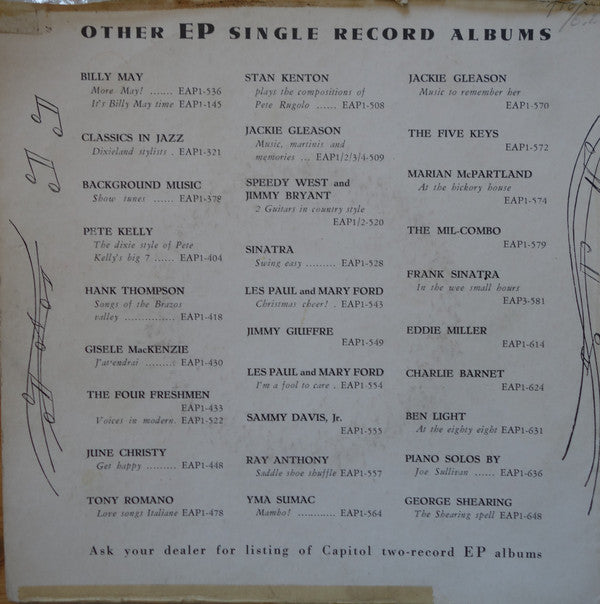 OTHER EP SINGLE RECORD ALBUMS
BILLY MAY
More May! ....... EAP1-536
It's Billy May time EAP1-145
CLASSICS IN JAZZ
Dixieland stylists . EAP1-321
BACKGROUND MUSIC
Show tunes ...... EAP1-378
PETE KELLY
The dixie style of Pete
Kelly's big 7 ...... EAP1-404
HANK THOMPSON
Songs of the Brazos
valley ............... EAP1-418
GISELE MacKENZIE
J'avendrai ......... EAP1-430
THE FOUR FRESHMEN
EAP1-433
Voices in modern. EAP1-522
JUNE CHRISTY
Get happy ......... EAP1-448
TONY ROMANO
Love songs Italiane EAP1-478
STAN KENTON
plays the compositions of
Pete Rugolo ...... EAP1-508
JACKIE GLEASON
Music, martinis and
memories ... EAP1/2/3/4-509
SPEEDY WEST and
JIMMY BRYANT
2 Guitars in country style
EAP1/2-520
SINATRA
Swing easy ......... EAP1-528
LES PAUL and MARY FORD
Christmas cheer! . EAP1-543
JIMMY GIUFFRE
EAP1-549
LES PAUL and MARY FORD
I'm a fool to care . EAP1-554
SAMMY DAVIS, Jr.
EAP1-555
RAY ANTHONY
Saddle shoe shuffle EAP1-557
YMA SUMAC
Mambo! ............ EAP1-564
JACKIE GLEASON
Music to remember her
EAP1-570
THE FIVE KEYS
EAP1-572
MARIAN McPARTLAND
At the hickory house
EAP1-574
THE MIL-COMBO
EAP1-579
FRANK SINATRA
In the wee small hours
EAP3-581
EDDIE MILLER
EAP1-614
CHARLIE BARNET
EAP1-624
BEN LIGHT
At the eighty eight EAP1-631
PIANO SOLOS BY
Joe Sullivan ...... EAP1-636
GEORGE SHEARING
The Shearing spell EAP1-648
Ask your dealer for listing of Capitol two-record EP albums